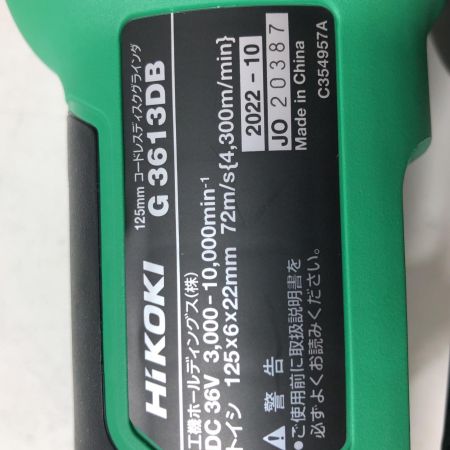 125mm コードレスディスクグラインダ
G 3613DB
HiKOKI
工機ホールディングス(株)
DC 36V 3,000-10,000min-1
トイシ 125x6x22mm 72m/s{4,300m/min}
2022-10
JO 20387
Made in China
C354957A
警告
●ご使用前に取扱説明書を
必ずよくお読みください。